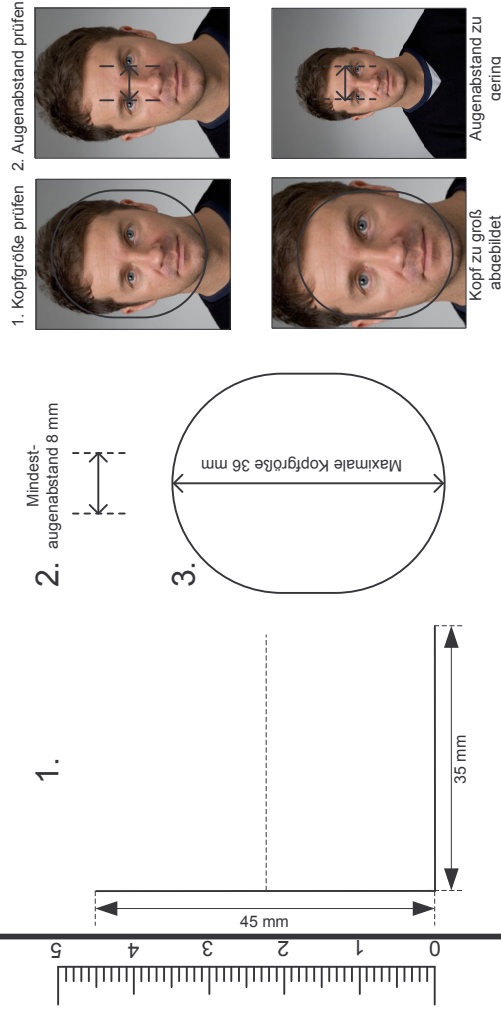 1. Kopfgröße prüfen
2. Augenabstand prüfen
Kopf zu groß
abgebildet
Augenabstand zu
gering
2.
Mindest-
augenabstand 8 mm
3.
Maximale Kopfgröße 36 mm
1.
45 mm
35 mm
5
4
3
2
1
0